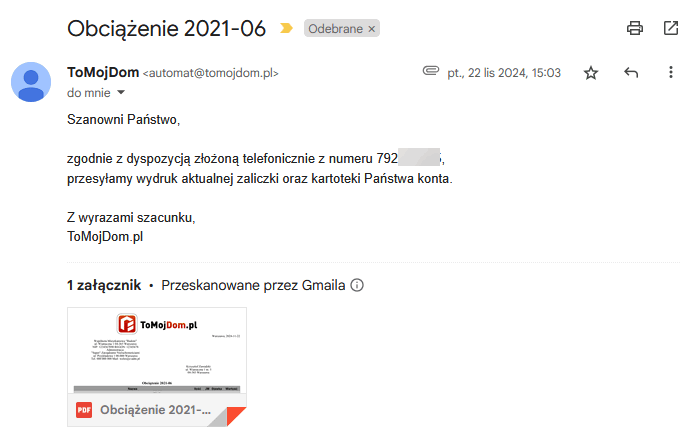 Obciążenie 2021-06
Odebrane ×
ToMojDom <automat@tomojdom.pl>
pt., 22 lis 2024, 15:03
do mnie
Szanowni Państwo,
zgodnie z dyspozycją złożoną telefonicznie z numeru 792 5,
przesyłamy wydruk aktualnej zaliczki oraz kartoteki Państwa konta.
Z wyrazami szacunku,
ToMojDom.pl
1 załącznik • Przeskanowane przez Gmaila
ToMojDom.pl
Obciążenie 2021-06
PDF Obciążenie 2021-...